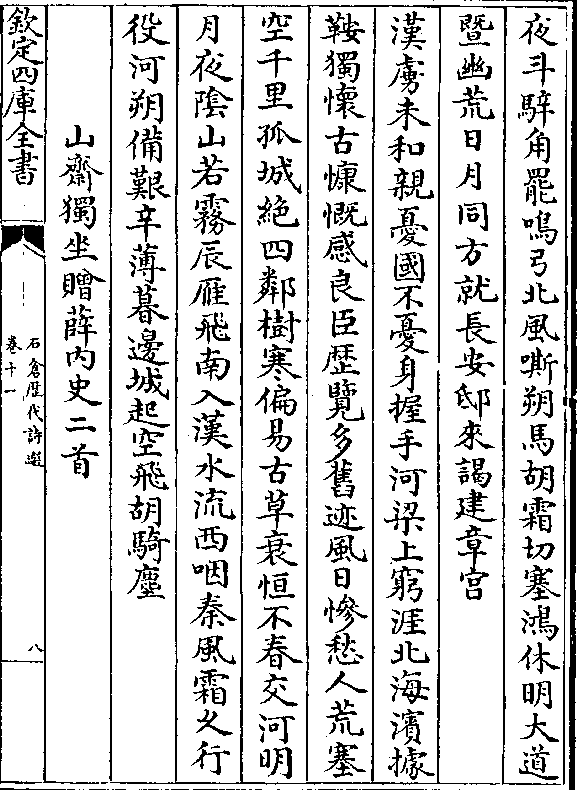 夜斗騂角罷鳴弓北風嘶朔馬胡霜切塞鴻休明大道
暨幽荒日月同方就長安邸來謁建章宮
漢虜未和親憂國不憂身握手河梁上窮涯北海濱據
鞍獨懷古慷慨感良臣歴覽多舊迹風日慘愁人荒塞
空千里孤城絶四鄰樹寒偏易古草衰恒不春交河明
月夜陰山苦霧辰雁飛南入漢水流西咽秦風霜久行
役河朔備艱辛薄暮邊城起空飛胡騎塵
山齋獨坐贈薛内史二首
欽定四庫全書
石倉歴代詩選
卷十一
八